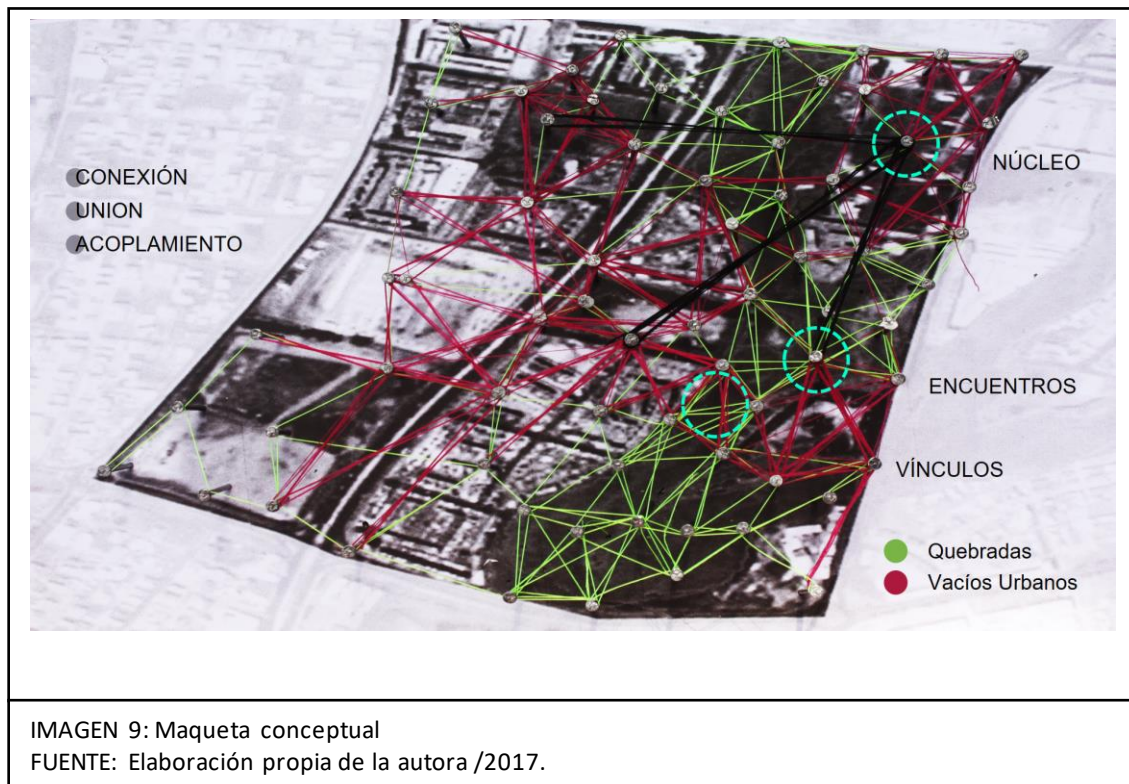 CONEXIÓN
UNION
ACOPLAMIENTO
NÚCLEO
ENCUENTROS
VÍNCULOS
Quebradas
Vacíos Urbanos
IMAGEN 9: Maqueta conceptual
FUENTE: Elaboración propia de la autora /2017.